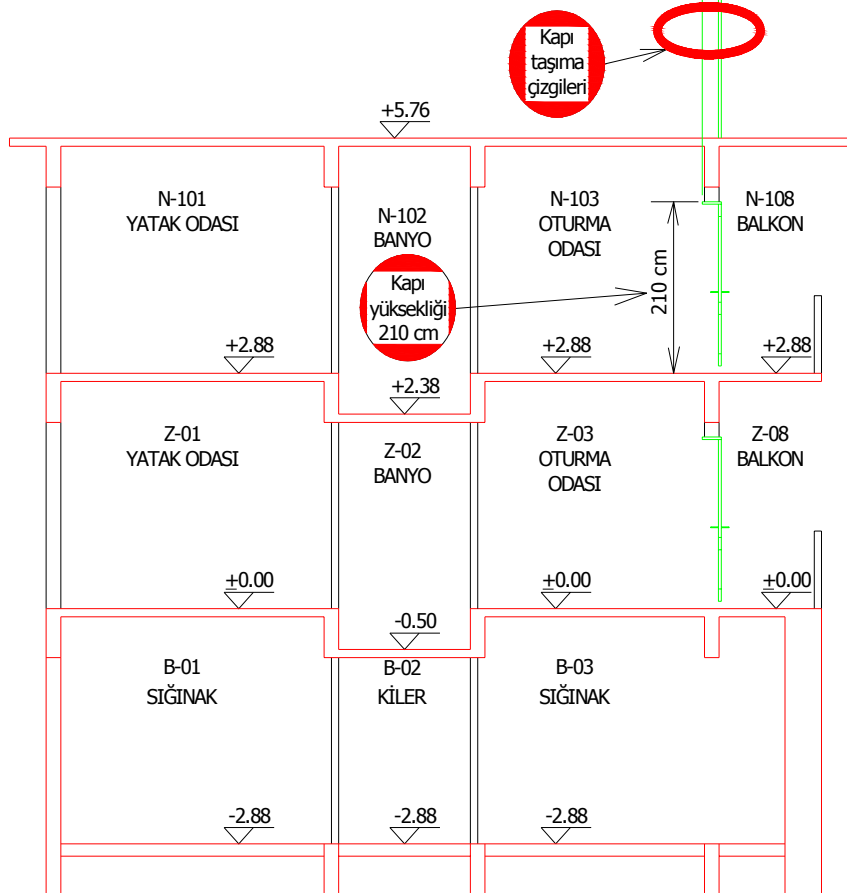 Kapı
taşıma
çizgileri
+5.76
N-101
YATAK ODASI
N-102
BANYO
N-103
OTURMA
ODASI
N-108
BALKON
Kapı
yüksekliği
210 cm
210 cm
+2.88
+2.88
+2.88
+2.38
Z-01
YATAK ODASI
Z-02
BANYO
Z-03
OTURMA
ODASI
Z-08
BALKON
±0.00
±0.00
±0.00
-0.50
B-01
SIĞINAK
B-02
KİLER
B-03
SIĞINAK
-2.88
-2.88
-2.88